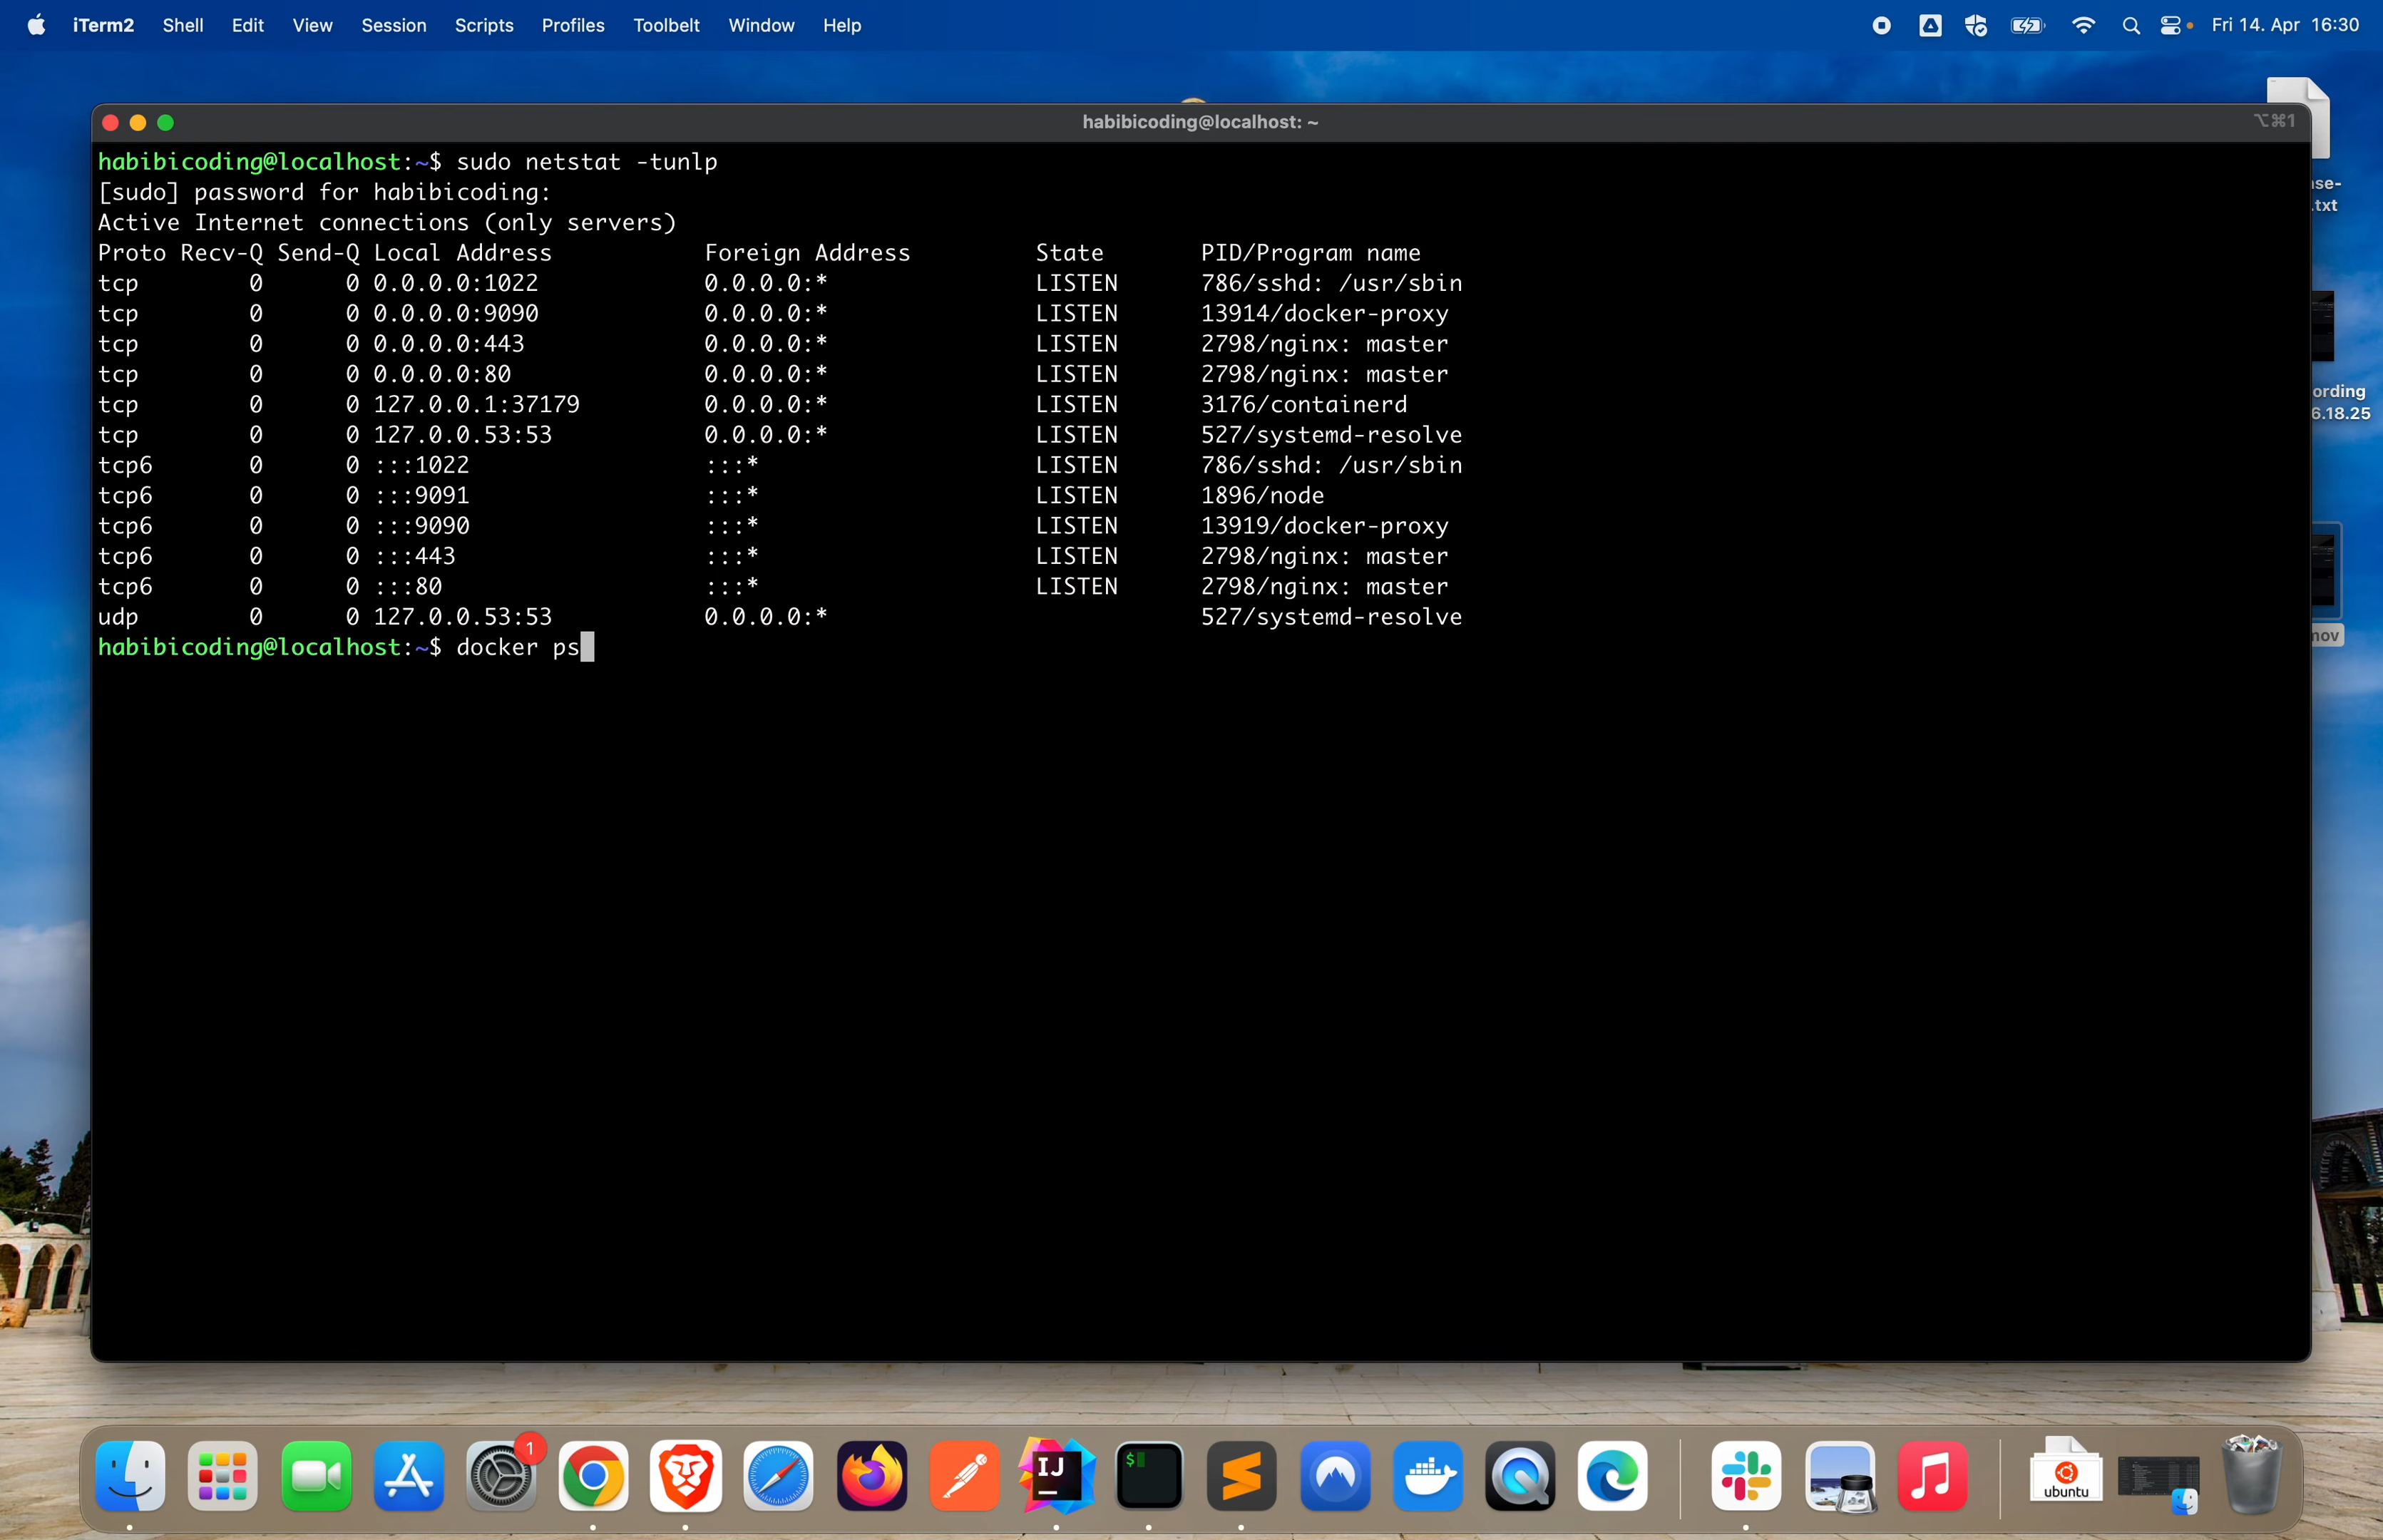 iTerm2 Shell Edit View Session Scripts Profiles Toolbelt Window Help Fri 14. Apr 16:30
habibicoding@localhost: ~ ⌥⌘1
habibicoding@localhost:~$ sudo netstat -tunlp
[sudo] password for habibicoding:
Active Internet connections (only servers)
Proto Recv-Q Send-Q Local Address Foreign Address State PID/Program name
tcp 0 0 0.0.0.0:1022 0.0.0.0:* LISTEN 786/sshd: /usr/sbin
tcp 0 0 0.0.0.0:9090 0.0.0.0:* LISTEN 13914/docker-proxy
tcp 0 0 0.0.0.0:443 0.0.0.0:* LISTEN 2798/nginx: master
tcp 0 0 0.0.0.0:80 0.0.0.0:* LISTEN 2798/nginx: master
tcp 0 0 127.0.0.1:37179 0.0.0.0:* LISTEN 3176/containerd
tcp 0 0 127.0.0.53:53 0.0.0.0:* LISTEN 527/systemd-resolve
tcp6 0 0 :::1022 :::* LISTEN 786/sshd: /usr/sbin
tcp6 0 0 :::9091 :::* LISTEN 1896/node
tcp6 0 0 :::9090 :::* LISTEN 13919/docker-proxy
tcp6 0 0 :::443 :::* LISTEN 2798/nginx: master
tcp6 0 0 :::80 :::* LISTEN 2798/nginx: master
udp 0 0 127.0.0.53:53 0.0.0.0:* 527/systemd-resolve
habibicoding@localhost:~$ docker ps
se-
.txt
ording
6.18.25
mov
1
IJ
$
ubuntu